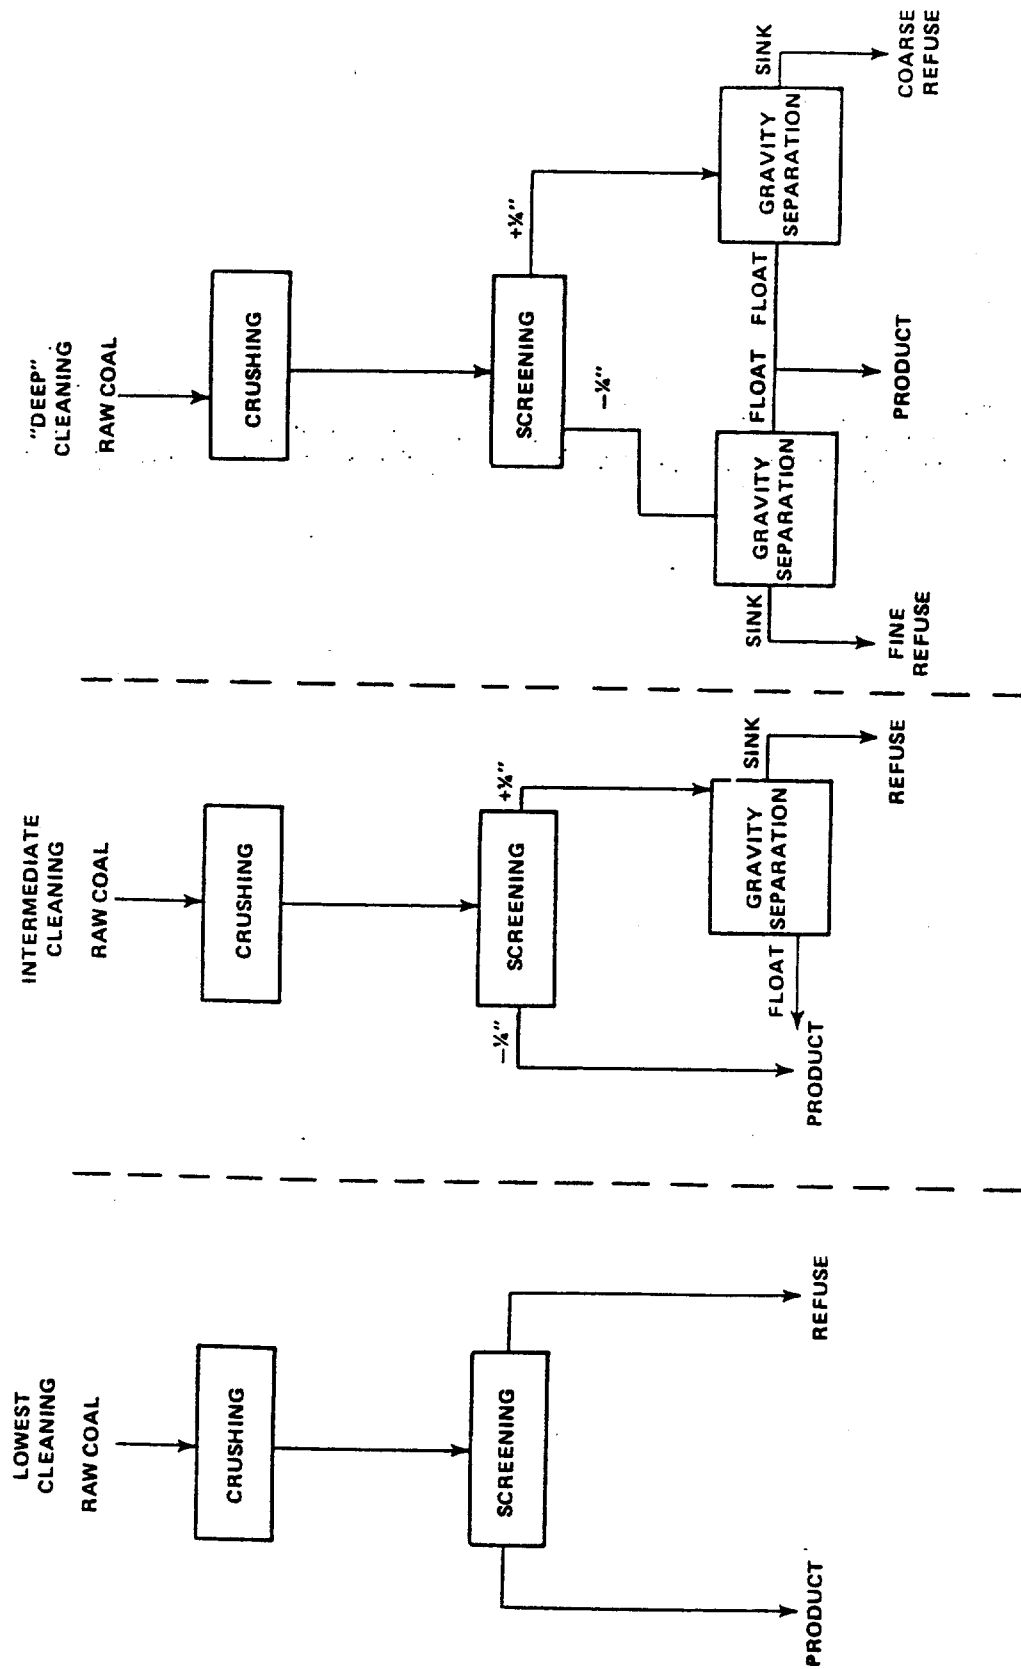 LOWEST
CLEANING
RAW COAL
CRUSHING
SCREENING
PRODUCT
REFUSE
INTERMEDIATE
CLEANING
RAW COAL
CRUSHING
SCREENING
—¼″
+¼″
GRAVITY
SEPARATION
FLOAT
SINK
PRODUCT
REFUSE
"DEEP"
CLEANING
RAW COAL
CRUSHING
SCREENING
—¼″
+¼″
GRAVITY
SEPARATION
SINK
FLOAT
FLOAT
GRAVITY
SEPARATION
SINK
FINE
REFUSE
PRODUCT
COARSE
REFUSE